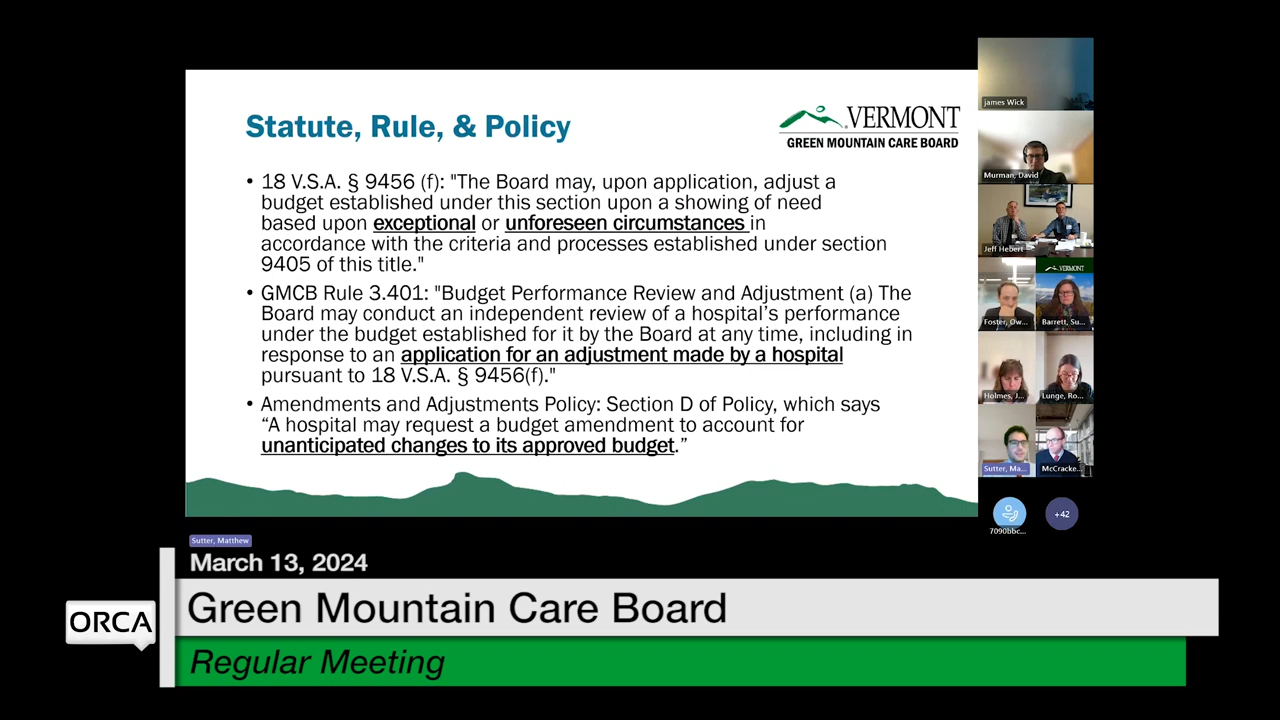 Statute, Rule, & Policy
VERMONT
GREEN MOUNTAIN CARE BOARD
• 18 V.S.A. § 9456 (f): "The Board may, upon application, adjust a
budget established under this section upon a showing of need
based upon exceptional or unforeseen circumstances in
accordance with the criteria and processes established under section
9405 of this title."
• GMCB Rule 3.401: "Budget Performance Review and Adjustment (a) The
Board may conduct an independent review of a hospital's performance
under the budget established for it by the Board at any time, including in
response to an application for an adjustment made by a hospital
pursuant to 18 V.S.A. § 9456(f)."
• Amendments and Adjustments Policy: Section D of Policy, which says
“A hospital may request a budget amendment to account for
unanticipated changes to its approved budget.”
james Wick
Murman, David
Jeff Hebert
VERMONT
Foster, Ow...
Barrett, Su...
Holmes, J...
Lunge, Ro...
Sutter, Ma...
McCracke...
7090bbc...
+42
Sutter, Matthew
March 13, 2024
ORCA
Green Mountain Care Board
Regular Meeting